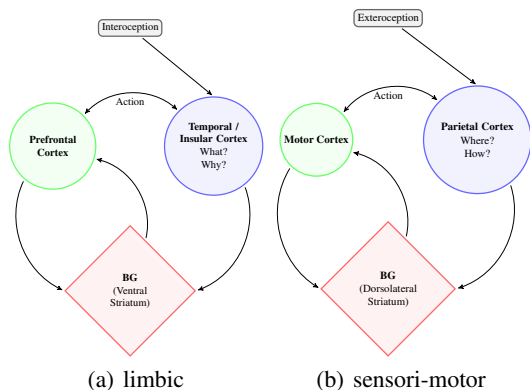 Interoception
Action
Prefrontal
Cortex
Temporal /
Insular Cortex
What?
Why?
BG
(Ventral
Striatum)
(a) limbic
Exteroception
Action
Motor Cortex
Parietal Cortex
Where?
How?
BG
(Dorsolateral
Striatum)
(b) sensori-motor